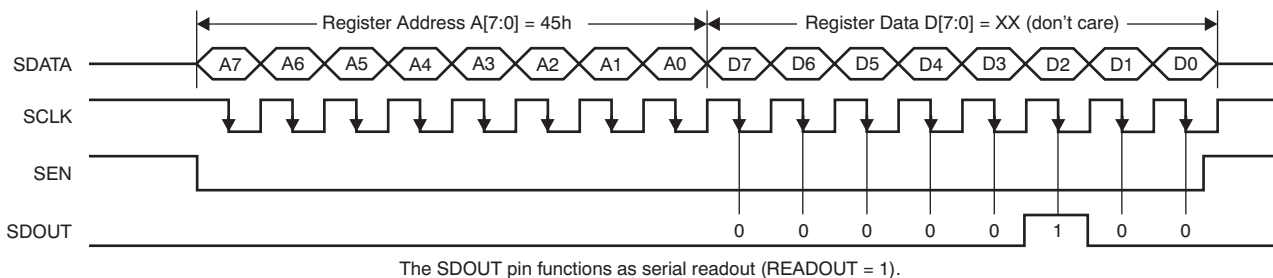 Register Address A[7:0] = 45h Register Data D[7:0] = XX (don't care)
SDATA A7 A6 A5 A4 A3 A2 A1 A0 D7 D6 D5 D4 D3 D2 D1 D0
SCLK
SEN
SDOUT 0 0 0 0 0 1 0 0
The SDOUT pin functions as serial readout (READOUT = 1).